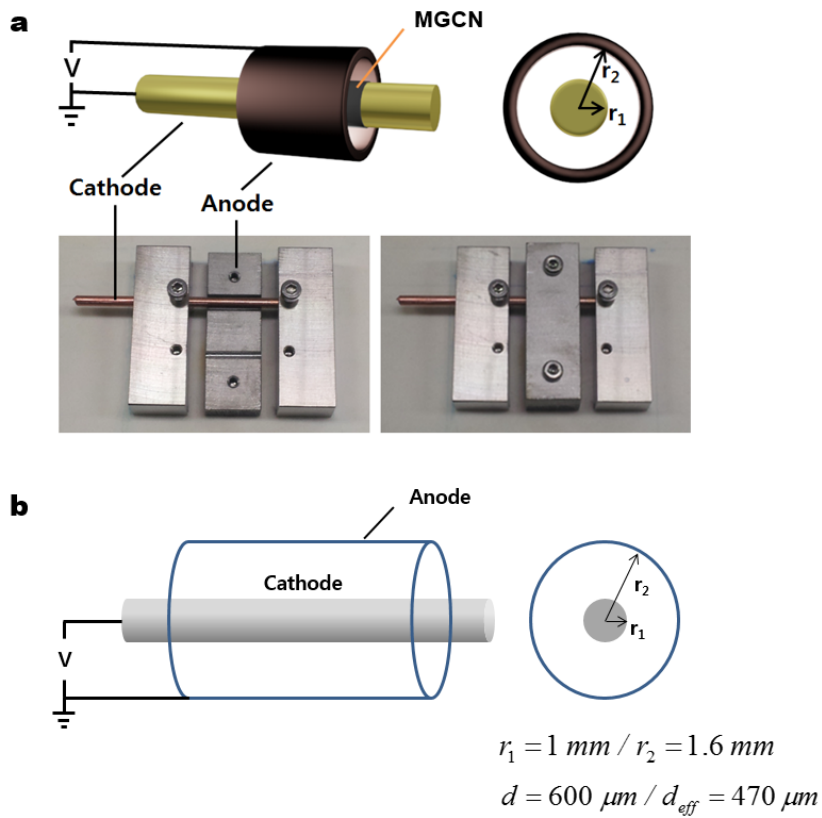 a
MGCN
V
r₂
r₁
Cathode
Anode
b
Anode
Cathode
r₂
r₁
V
r₁ = 1 mm / r₂ = 1.6 mm
d = 600 μm / d_eff = 470 μm